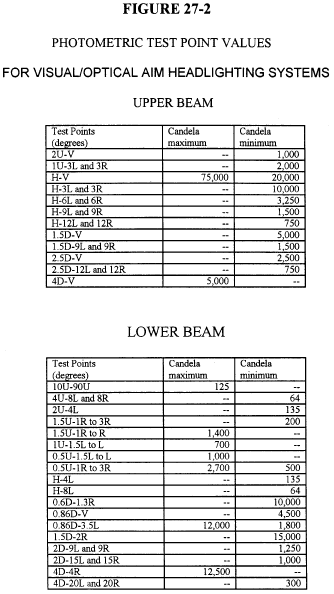 FIGURE 27-2
PHOTOMETRIC TEST POINT VALUES
FOR VISUAL/OPTICAL AIM HEADLIGHTING SYSTEMS
UPPER BEAM
Test Points (degrees) Candela maximum Candela minimum
2U-V -- 1,000
1U-3L and 3R -- 2,000
H-V 75,000 20,000
H-3L and 3R -- 10,000
H-6L and 6R -- 3,250
H-9L and 9R -- 1,500
H-12L and 12R -- 750
1.5D-V -- 5,000
1.5D-9L and 9R -- 1,500
2.5D-V -- 2,500
2.5D-12L and 12R -- 750
4D-V 5,000 --
LOWER BEAM
Test Points (degrees) Candela maximum Candela minimum
10U-90U 125 --
4U-8L and 8R -- 64
2U-4L -- 135
1.5U-1R to 3R -- 200
1.5U-1R to R 1,400 --
1U-1.5L to L 700 --
0.5U-1.5L to L 1,000 --
0.5U-1R to 3R 2,700 500
H-4L -- 135
H-8L -- 64
0.6D-1.3R -- 10,000
0.86D-V -- 4,500
0.86D-3.5L 12,000 1,800
1.5D-2R -- 15,000
2D-9L and 9R -- 1,250
2D-15L and 15R -- 1,000
4D-4R 12,500 --
4D-20L and 20R -- 300